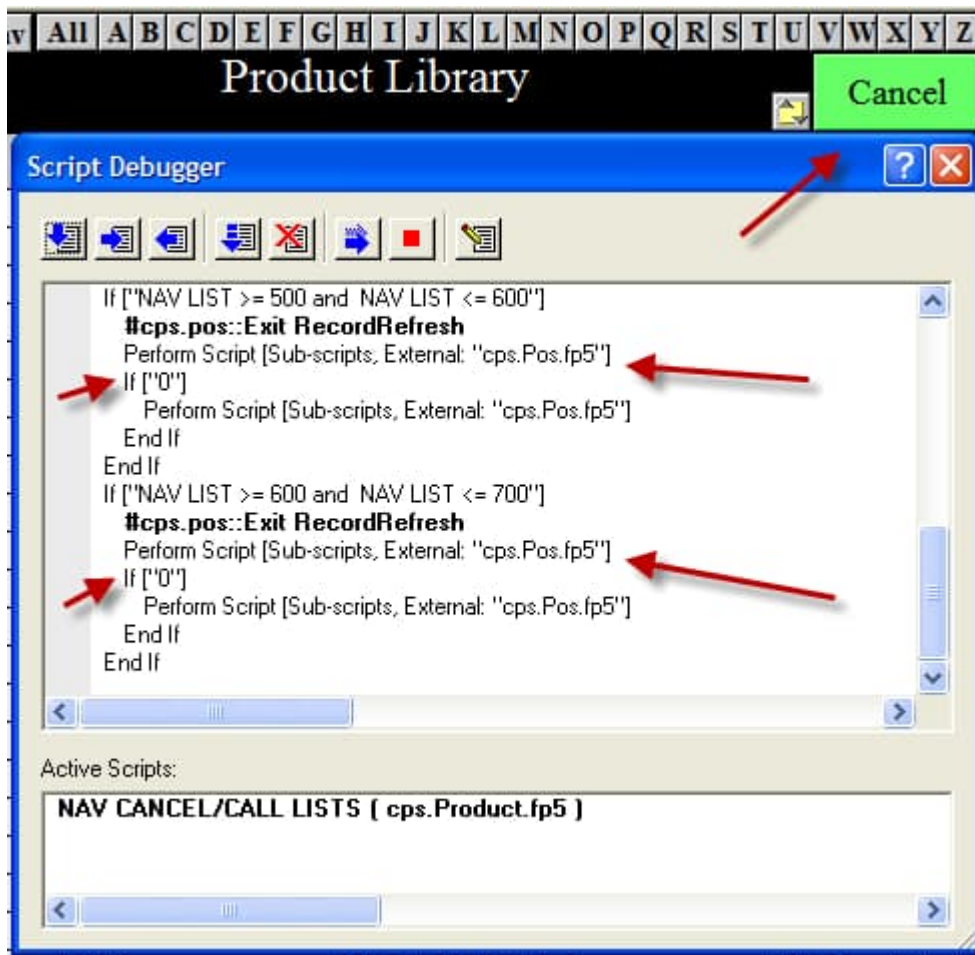 v All A B C D E F G H I J K L M N O P Q R S T U V W X Y Z
Product Library
Cancel
Script Debugger
If ["NAV LIST >= 500 and  NAV LIST <= 600"]
#cps.pos::Exit RecordRefresh
Perform Script [Sub-scripts, External: "cps.Pos.fp5"]
If ["0"]
Perform Script [Sub-scripts, External: "cps.Pos.fp5"]
End If
End If
If ["NAV LIST >= 600 and  NAV LIST <= 700"]
#cps.pos::Exit RecordRefresh
Perform Script [Sub-scripts, External: "cps.Pos.fp5"]
If ["0"]
Perform Script [Sub-scripts, External: "cps.Pos.fp5"]
End If
End If
Active Scripts:
NAV CANCEL/CALL LISTS ( cps.Product.fp5 )